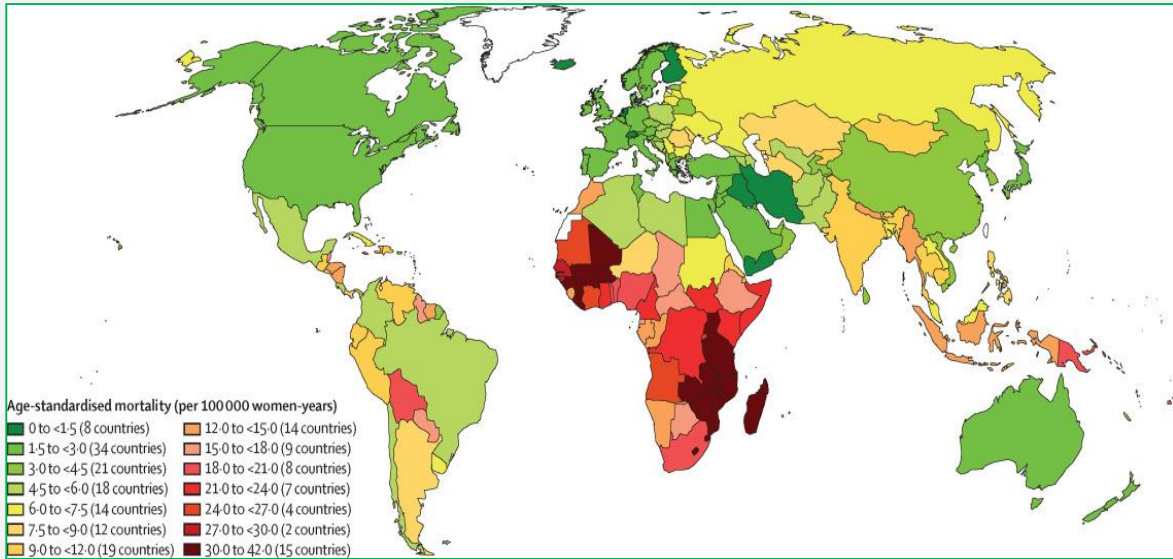 Age-standardised mortality (per 100 000 women-years)
0 to <1·5 (8 countries)
1·5 to <3·0 (34 countries)
3·0 to <4·5 (21 countries)
4·5 to <6·0 (18 countries)
6·0 to <7·5 (14 countries)
7·5 to <9·0 (12 countries)
9·0 to <12·0 (19 countries)
12·0 to <15·0 (14 countries)
15·0 to <18·0 (9 countries)
18·0 to <21·0 (8 countries)
21·0 to <24·0 (7 countries)
24·0 to <27·0 (4 countries)
27·0 to <30·0 (2 countries)
30·0 to 42·0 (15 countries)